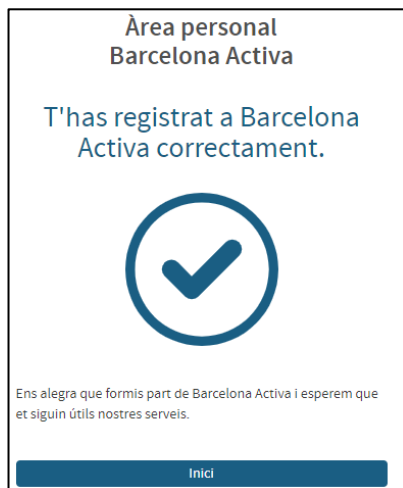 Àrea personal
Barcelona Activa
T'has registrat a Barcelona
Activa correctament.
Ens alegra que formis part de Barcelona Activa i esperem que
et siguin útils nostres serveis.
Inici